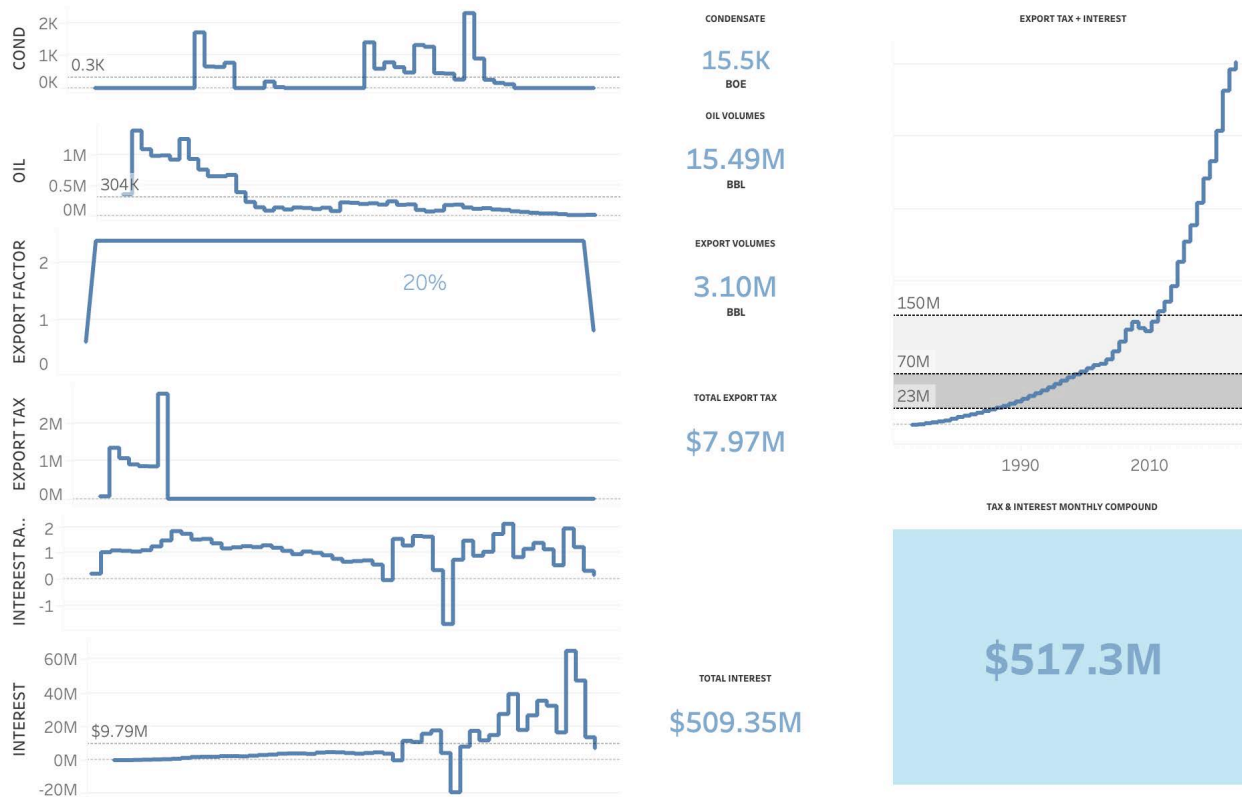 COND
2K
1K
0K
0.3K
OIL
1M
0.5M
0M
304K
EXPORT FACTOR
2
1
0
20%
EXPORT TAX
2M
1M
0M
INTEREST RA..
2
1
0
-1
INTEREST
60M
40M
20M
0M
-20M
$9.79M
CONDENSATE
15.5K
BOE
OIL VOLUMES
15.49M
BBL
EXPORT VOLUMES
3.10M
BBL
TOTAL EXPORT TAX
$7.97M
TOTAL INTEREST
$509.35M
EXPORT TAX + INTEREST
150M
70M
23M
1990
2010
TAX & INTEREST MONTHLY COMPOUND
$517.3M